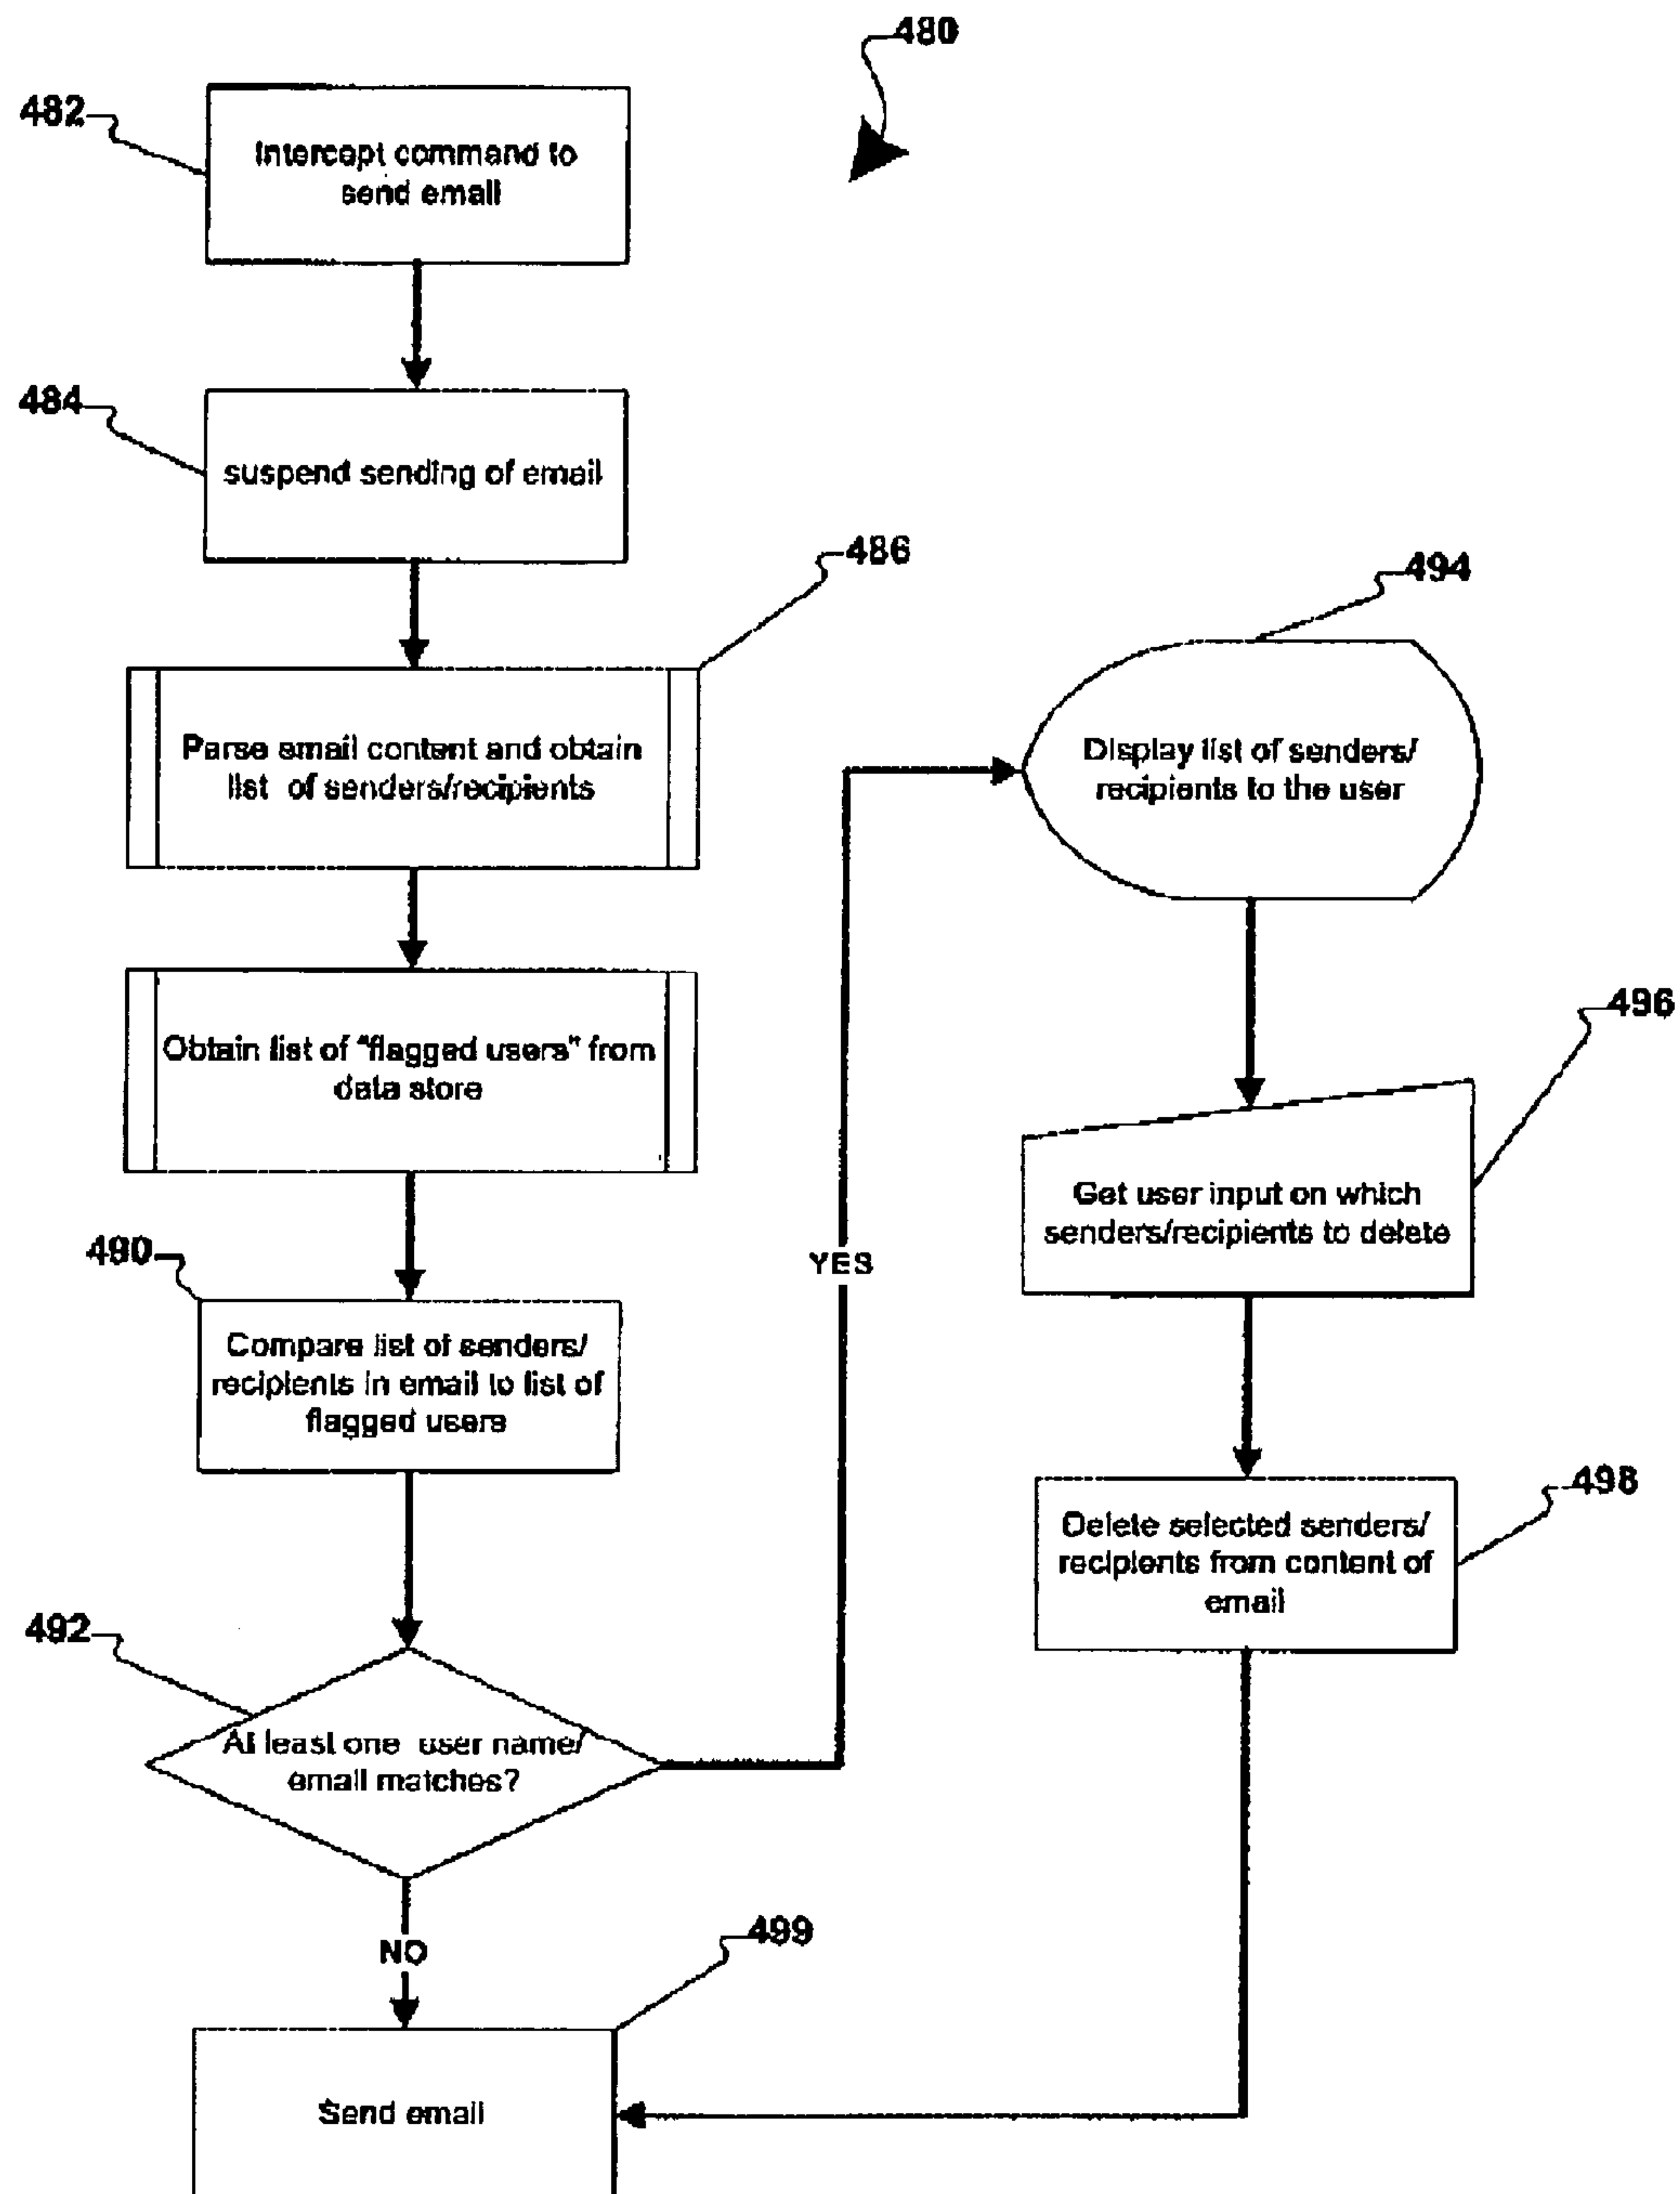 480
482
Intercept command to
send email
484
suspend sending of email
486
Parse email content and obtain
list of senders/recipients
Obtain list of "flagged users" from
data store
490
Compare list of senders/
recipients in email to list of
flagged users
492
At least one user name/
email matches?
YES
NO
494
Display list of senders/
recipients to the user
496
Get user input on which
senders/recipients to delete
498
Delete selected senders/
recipients from content of
email
499
Send email